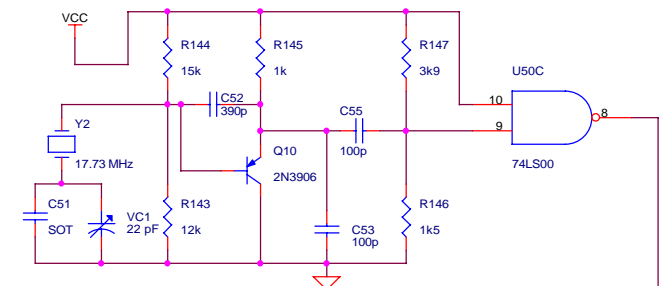 VCC
R144
15k
R145
1k
R147
3k9
U50C
C52
390p
C55
100p
10
9
8
Y2
17.73 MHz
Q10
2N3906
74LS00
C51
SOT
VC1
22 pF
R143
12k
C53
100p
R146
1k5